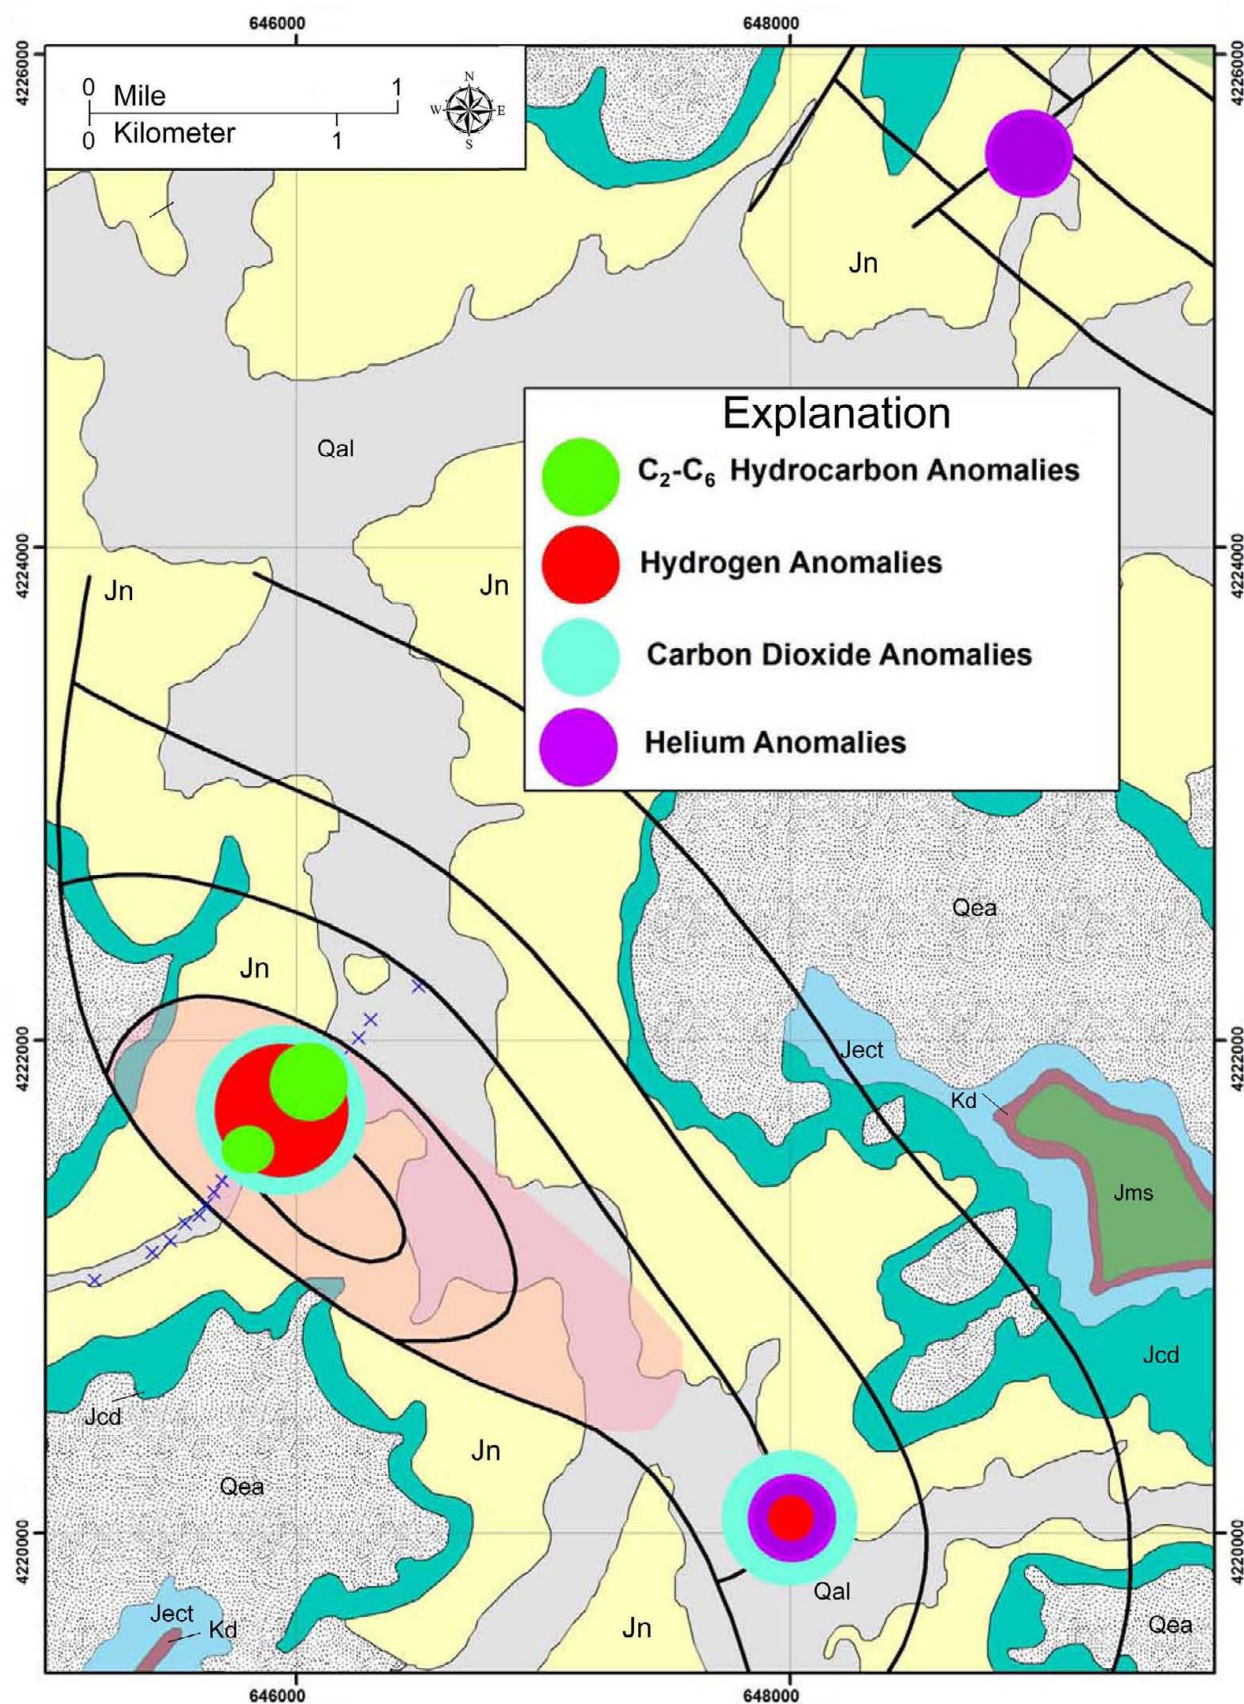 646000 648000
4226000 4226000
0 Mile 1
0 Kilometer 1
N
W E
S
Jn
Explanation
Qal
C₂-C₆ Hydrocarbon Anomalies
Hydrogen Anomalies
4224000 4224000
Jn Jn
Carbon Dioxide Anomalies
Helium Anomalies
Qea
Jn
4222000 4222000
Ject
Kd
Jms
Jcd
Jcd
Jn
Qea
4220000 4220000
Qal
Ject
Kd
Jn
Qea
646000 648000